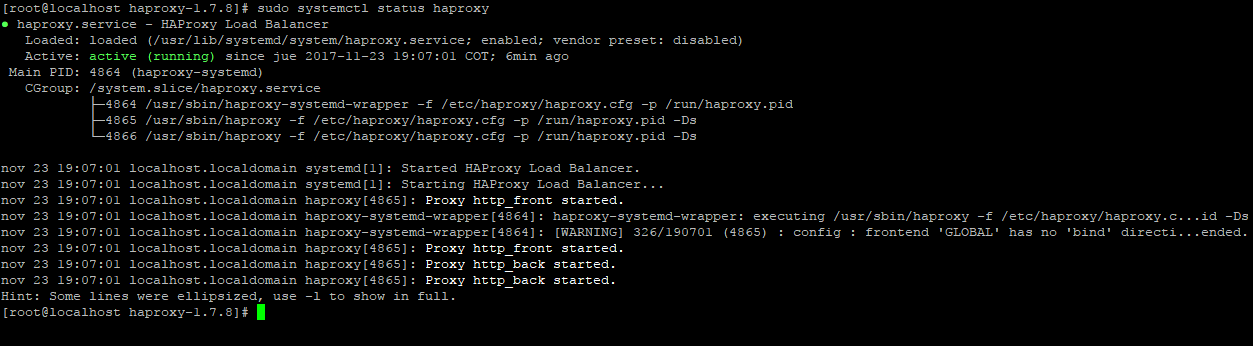 [root@localhost haproxy-1.7.8]# sudo systemctl status haproxy
● haproxy.service - HAProxy Load Balancer
   Loaded: loaded (/usr/lib/systemd/system/haproxy.service; enabled; vendor preset: disabled)
   Active: active (running) since jue 2017-11-23 19:07:01 COT; 6min ago
 Main PID: 4864 (haproxy-systemd)
   CGroup: /system.slice/haproxy.service
           ├─4864 /usr/sbin/haproxy-systemd-wrapper -f /etc/haproxy/haproxy.cfg -p /run/haproxy.pid
           ├─4865 /usr/sbin/haproxy -f /etc/haproxy/haproxy.cfg -p /run/haproxy.pid -Ds
           └─4866 /usr/sbin/haproxy -f /etc/haproxy/haproxy.cfg -p /run/haproxy.pid -Ds

nov 23 19:07:01 localhost.localdomain systemd[1]: Started HAProxy Load Balancer.
nov 23 19:07:01 localhost.localdomain systemd[1]: Starting HAProxy Load Balancer...
nov 23 19:07:01 localhost.localdomain haproxy[4865]: Proxy http_front started.
nov 23 19:07:01 localhost.localdomain haproxy-systemd-wrapper[4864]: haproxy-systemd-wrapper: executing /usr/sbin/haproxy -f /etc/haproxy/haproxy.c...id -Ds
nov 23 19:07:01 localhost.localdomain haproxy-systemd-wrapper[4864]: [WARNING] 326/190701 (4865) : config : frontend 'GLOBAL' has no 'bind' directi...ended.
nov 23 19:07:01 localhost.localdomain haproxy[4865]: Proxy http_front started.
nov 23 19:07:01 localhost.localdomain haproxy[4865]: Proxy http_back started.
nov 23 19:07:01 localhost.localdomain haproxy[4865]: Proxy http_back started.
Hint: Some lines were ellipsized, use -l to show in full.
[root@localhost haproxy-1.7.8]#